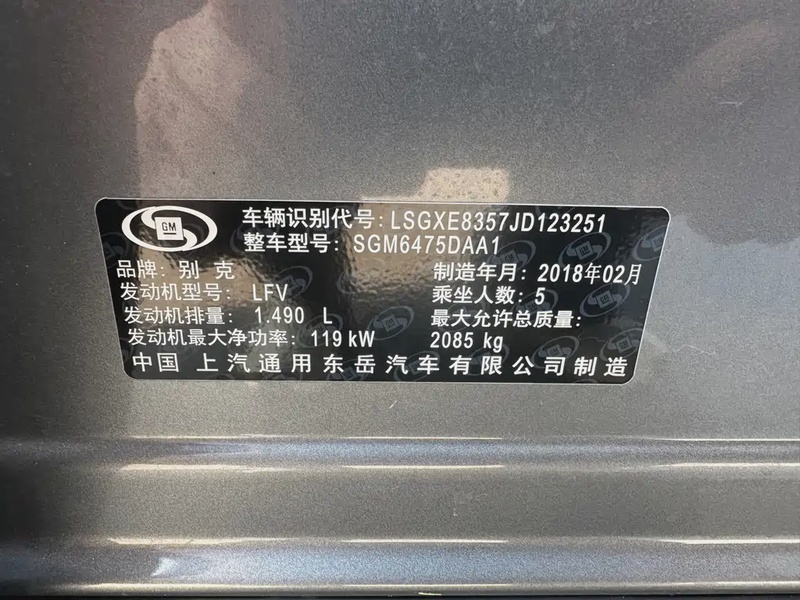 GM
车辆识别代号: LSGXE8357JD123251
整车型号: SGM6475DAA1
品牌: 别克
制造年月: 2018年02月
发动机型号: LFV
乘坐人数: 5
发动机排量: 1.490 L
最大允许总质量:
发动机最大净功率: 119 kW
2085 kg
中国 上汽通用东岳汽车有限公司制造